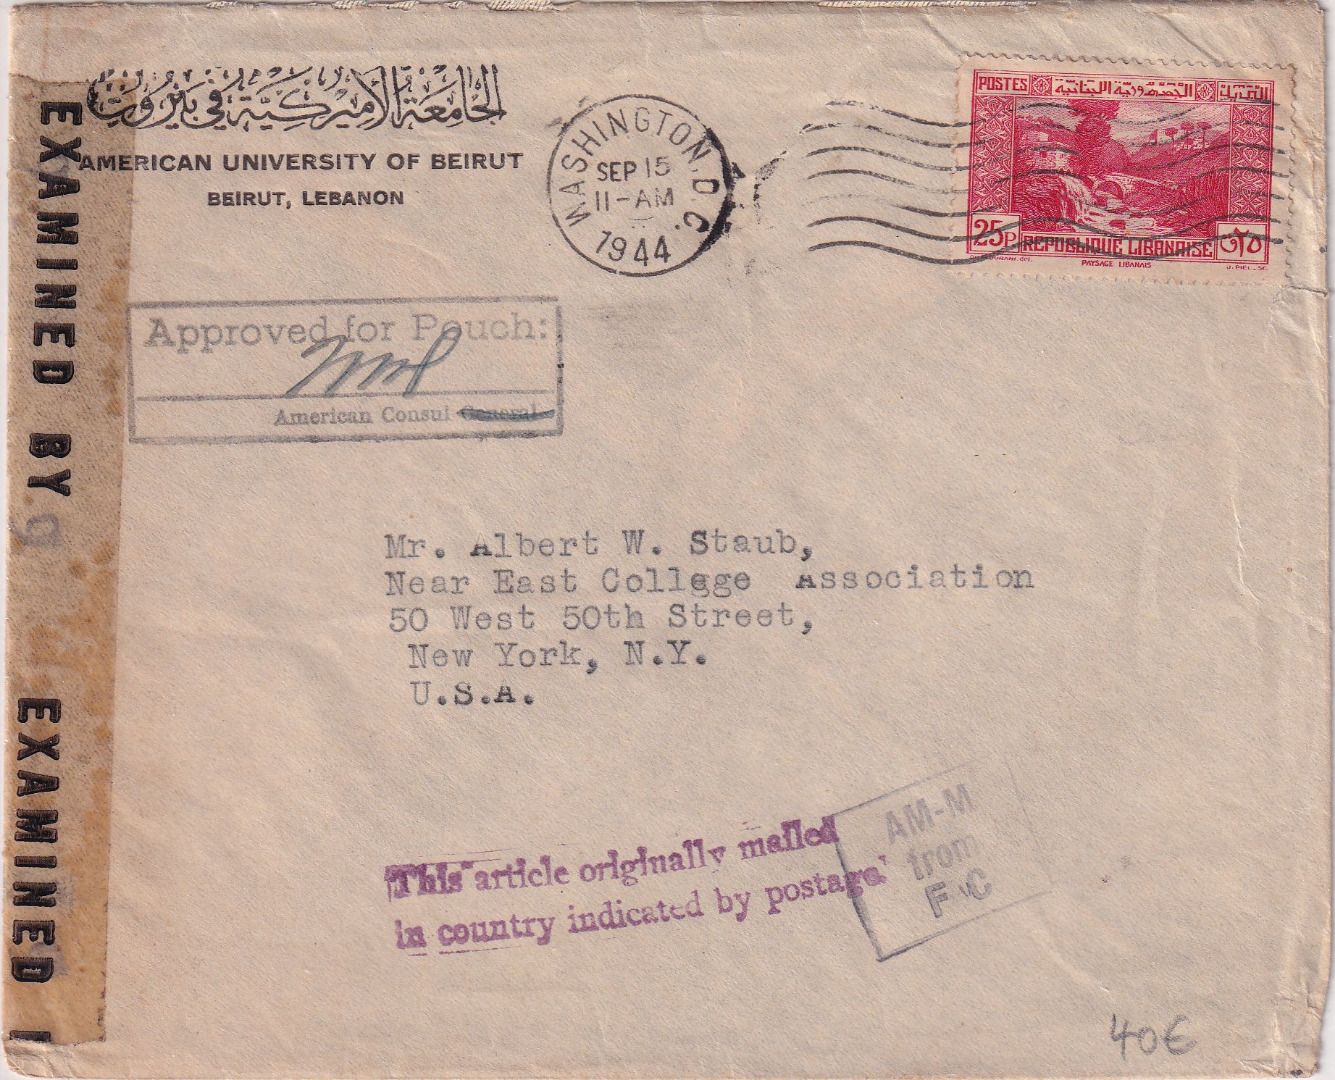 الجامعة الأميركية في بيروت
AMERICAN UNIVERSITY OF BEIRUT
BEIRUT, LEBANON
WASHINGTON, D.C.
SEP 15
11-AM
1944
POSTES
الجمهورية اللبنانية
25P
REPUBLIQUE LIBANAISE
٢٥
PAYSAGE LIBANAIS
EXAMINED BY
9
EXAMINED
Approved for Pouch:
American Consul General
Mr. Albert W. Staub,
Near East College Association
50 West 50th Street,
New York, N.Y.
U.S.A.
This article originally mailed
in country indicated by postage
AM-M
from
F C
40€